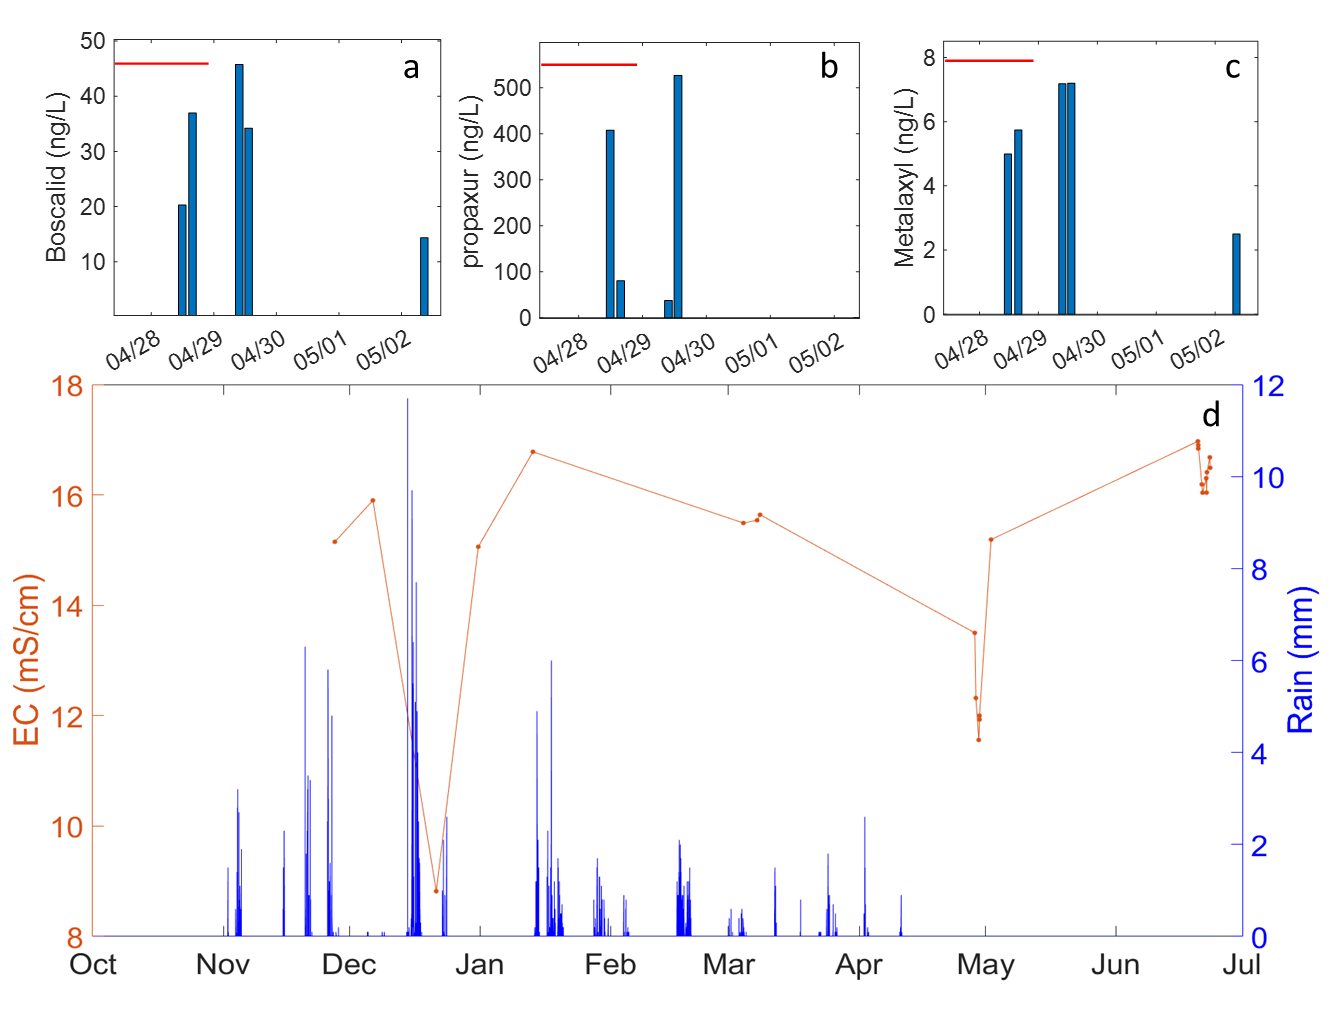 a
Boscalid (ng/L)
50
40
30
20
10
04/28
04/29
04/30
05/01
05/02
b
propaxur (ng/L)
500
400
300
200
100
0
04/28
04/29
04/30
05/01
05/02
c
Metalaxyl (ng/L)
8
6
4
2
0
04/28
04/29
04/30
05/01
05/02
d
EC (mS/cm)
18
16
14
12
10
8
Rain (mm)
12
10
8
6
4
2
0
Oct
Nov
Dec
Jan
Feb
Mar
Apr
May
Jun
Jul